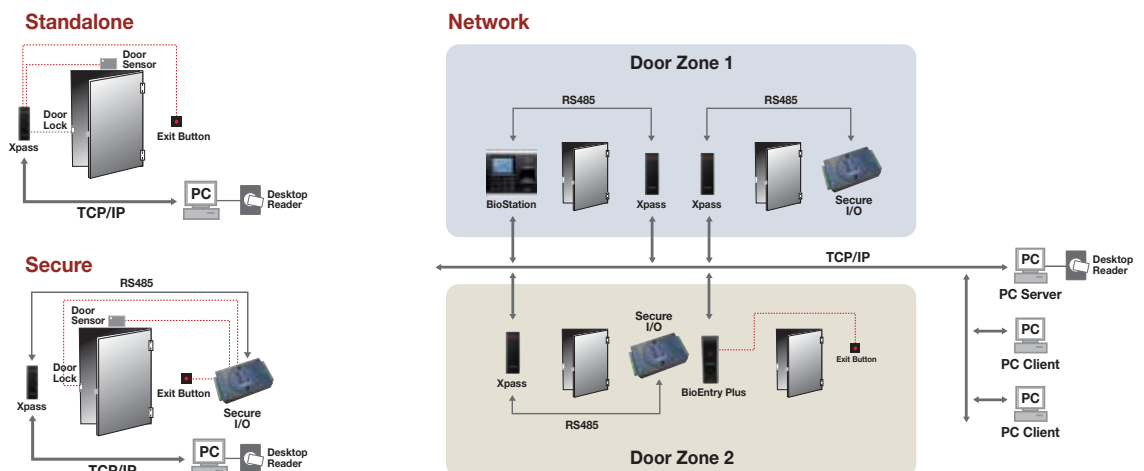 Standalone
Door
Sensor
Door
Lock
Xpass
Exit Button
PC
Desktop
Reader
TCP/IP
Secure
RS485
Door
Sensor
Door
Lock
Xpass
Exit Button
Secure
I/O
PC
Desktop
Reader
TCP/IP
Network
Door Zone 1
RS485
RS485
BioStation
Xpass
Xpass
Secure
I/O
TCP/IP
PC
Desktop
Reader
PC Server
PC
PC Client
PC
PC Client
Secure
I/O
Xpass
BioEntry Plus
Exit Button
RS485
Door Zone 2